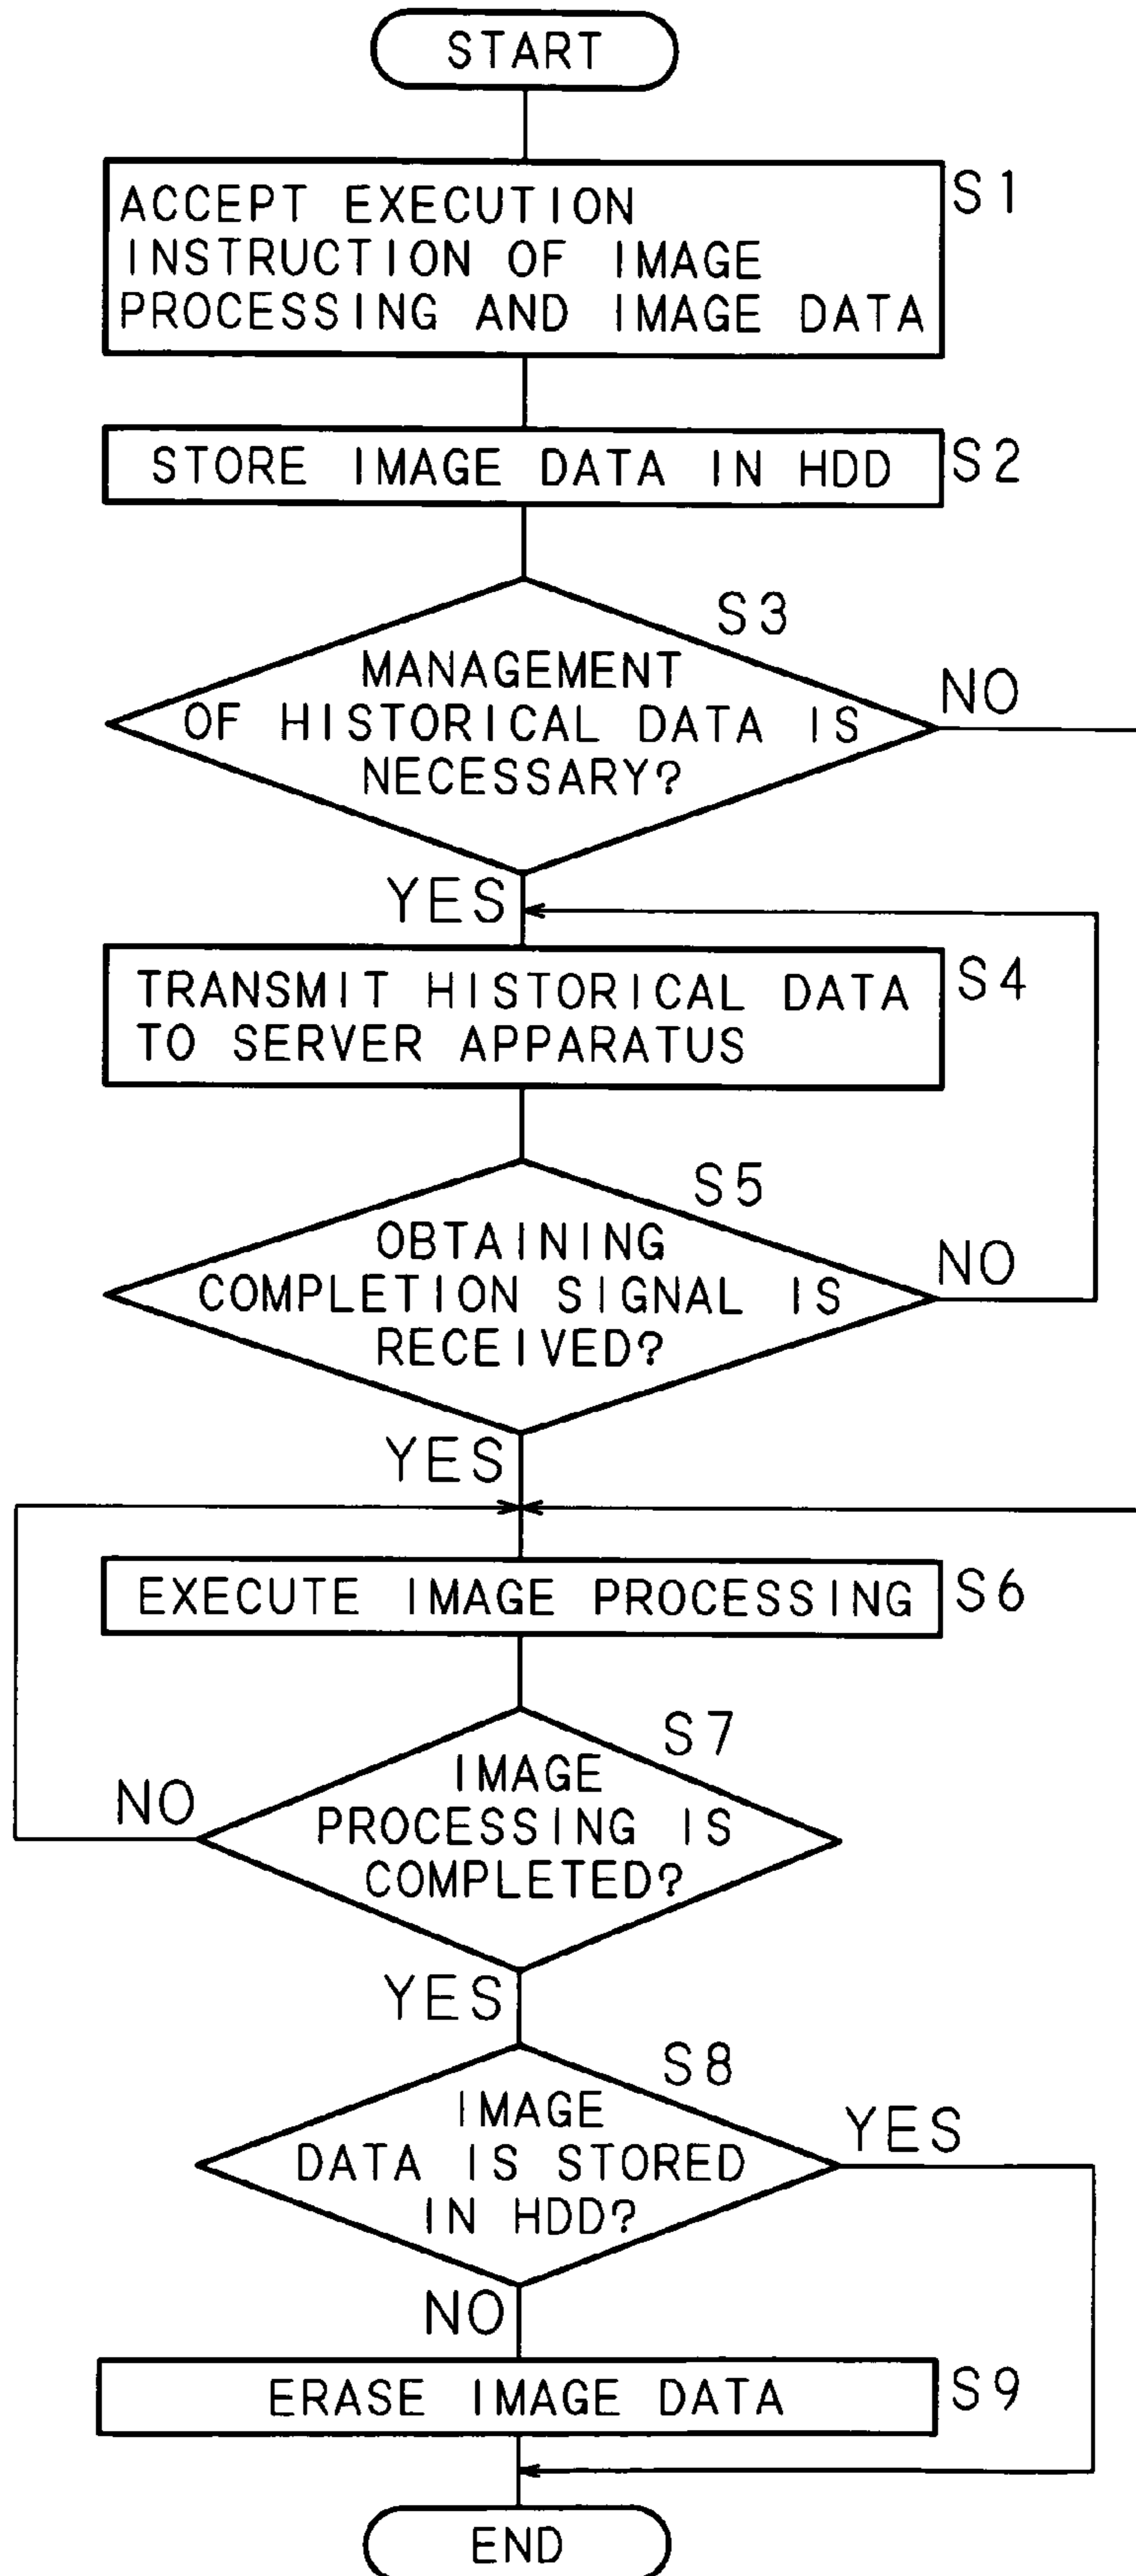 START
S1
ACCEPT EXECUTION
INSTRUCTION OF IMAGE
PROCESSING AND IMAGE DATA
STORE IMAGE DATA IN HDD
S2
S3
MANAGEMENT
OF HISTORICAL DATA IS
NECESSARY?
NO
YES
TRANSMIT HISTORICAL DATA
TO SERVER APPARATUS
S4
S5
OBTAINING
COMPLETION SIGNAL IS
RECEIVED?
NO
YES
EXECUTE IMAGE PROCESSING
S6
S7
IMAGE
PROCESSING IS
COMPLETED?
NO
YES
S8
IMAGE
DATA IS STORED
IN HDD?
YES
NO
ERASE IMAGE DATA
S9
END